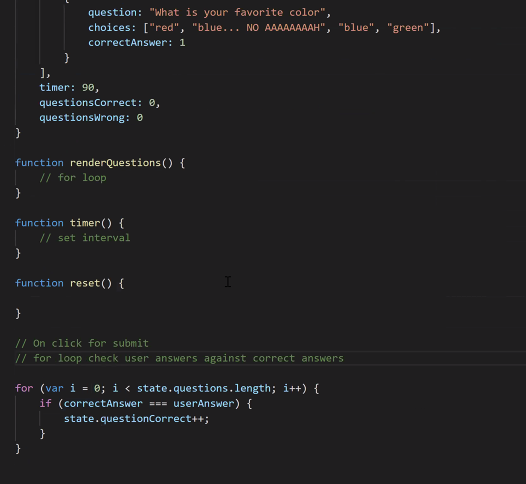 {
question: "What is your favorite color",
choices: ["red", "blue... NO AAAAAAAAH", "blue", "green"],
correctAnswer: 1
}
],
timer: 90,
questionsCorrect: 0,
questionsWrong: 0
}
function renderQuestions() {
// for loop
}
function timer() {
// set interval
}
function reset() {
}
// On click for submit
// for loop check user answers against correct answers
for (var i = 0; i < state.questions.length; i++) {
if (correctAnswer === userAnswer) {
state.questionCorrect++;
}
}